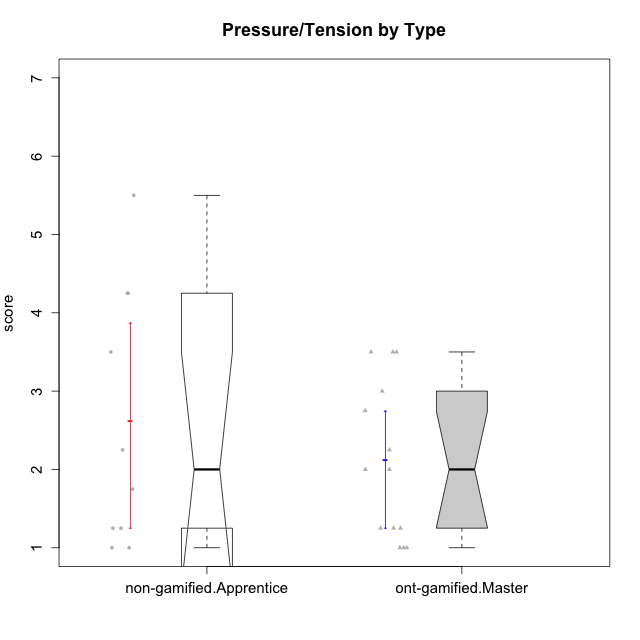 Pressure/Tension by Type
score
7
6
5
4
3
2
1
non-gamified.Apprentice
ont-gamified.Master